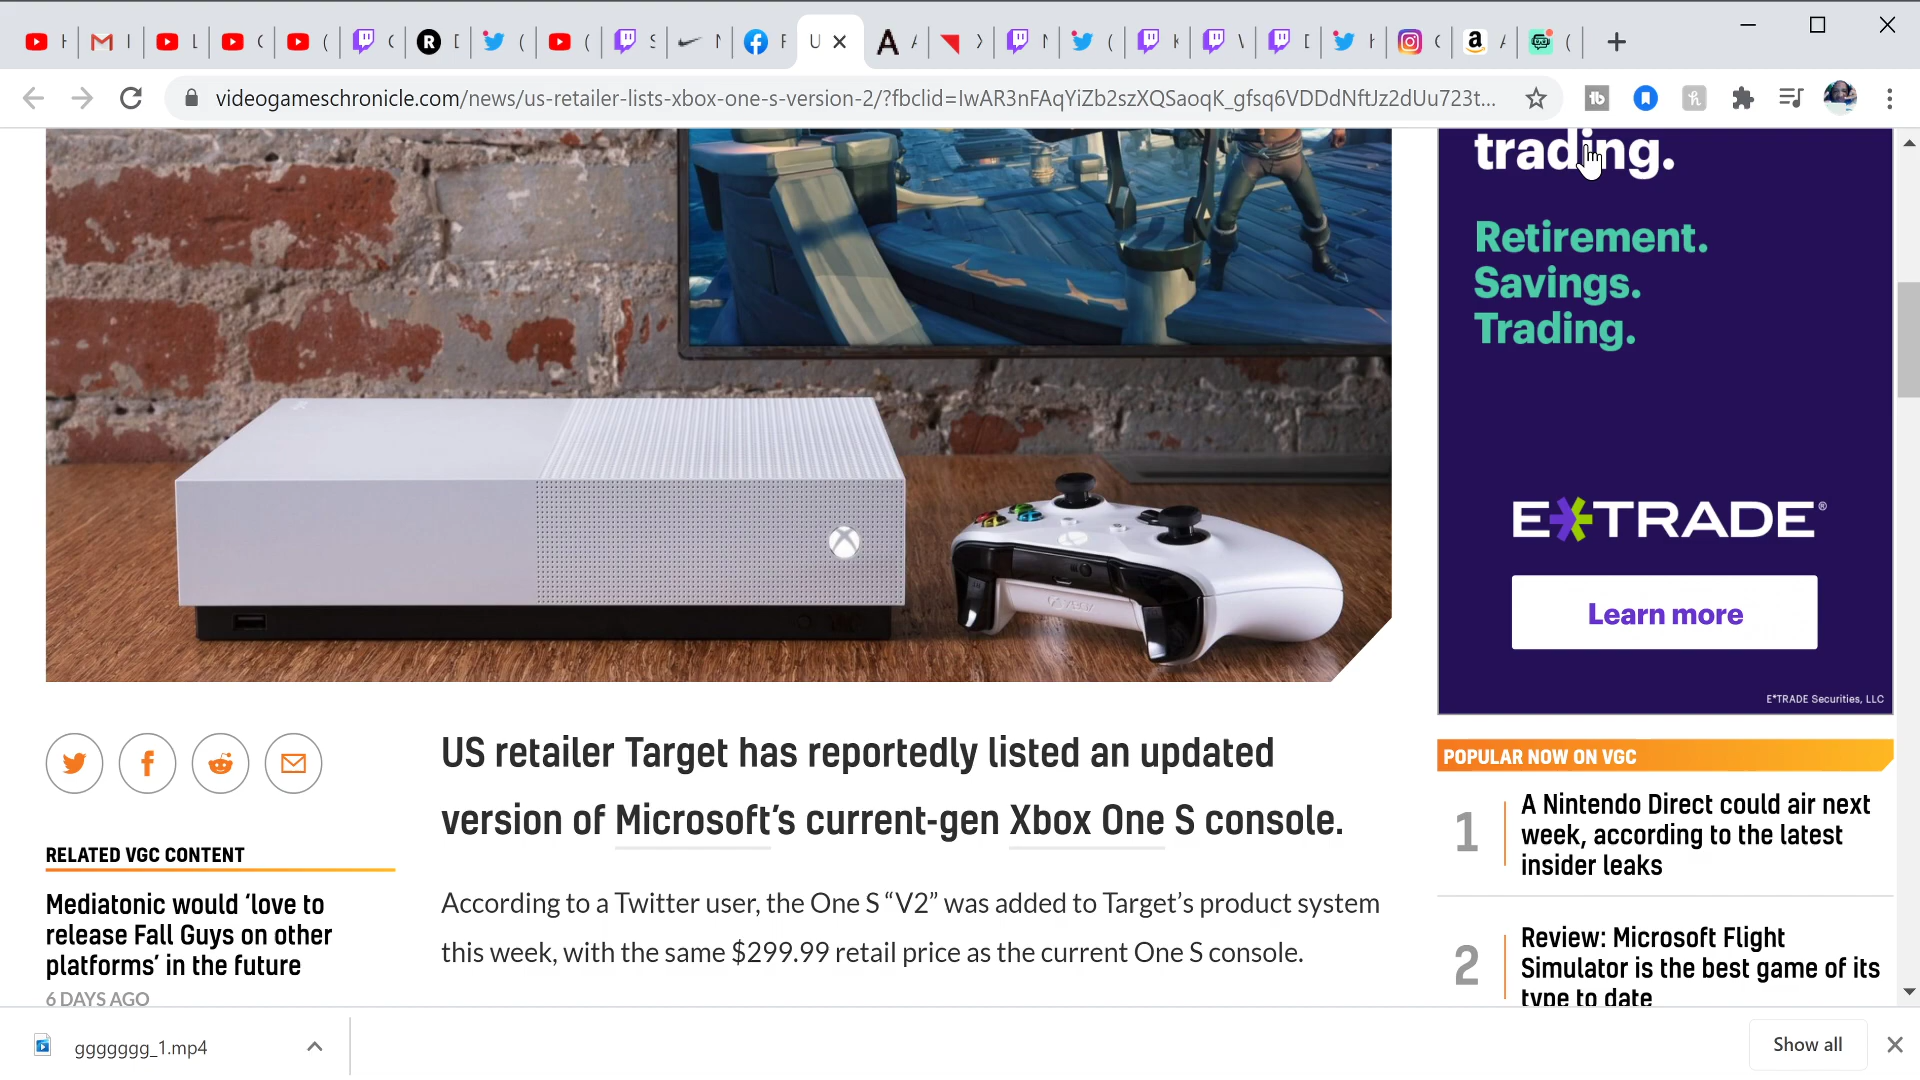 U
videogameschronicle.com/news/us-retailer-lists-xbox-one-s-version-2/?fbclid=IwAR3nFAqYiZb2szXQSaoqK_gfsq6VDDdNftJz2dUu723t...
trading.
Retirement.
Savings.
Trading.
E*TRADE®
Learn more
E*TRADE Securities, LLC
US retailer Target has reportedly listed an updated
version of Microsoft's current-gen Xbox One S console.
According to a Twitter user, the One S “V2” was added to Target’s product system
this week, with the same $299.99 retail price as the current One S console.
RELATED VGC CONTENT
Mediatonic would ‘love to
release Fall Guys on other
platforms’ in the future
6 DAYS AGO
POPULAR NOW ON VGC
1
A Nintendo Direct could air next
week, according to the latest
insider leaks
2
Review: Microsoft Flight
Simulator is the best game of its
type to date
ggggggg_1.mp4
Show all